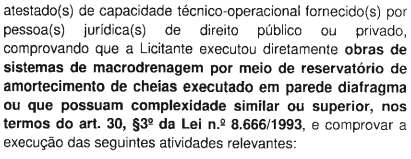 atestado(s) de capacidade técnico-operacional fornecido(s) por
pessoa(s) jurídica(s) de direito público ou privado,
comprovando que a Licitante executou diretamente obras de
sistemas de macrodrenagem por meio de reservatório de
amortecimento de cheias executado em parede diafragma
ou que possuam complexidade similar ou superior, nos
termos do art. 30, §3º da Lei n.º 8.666/1993, e comprovar a
execução das seguintes atividades relevantes: